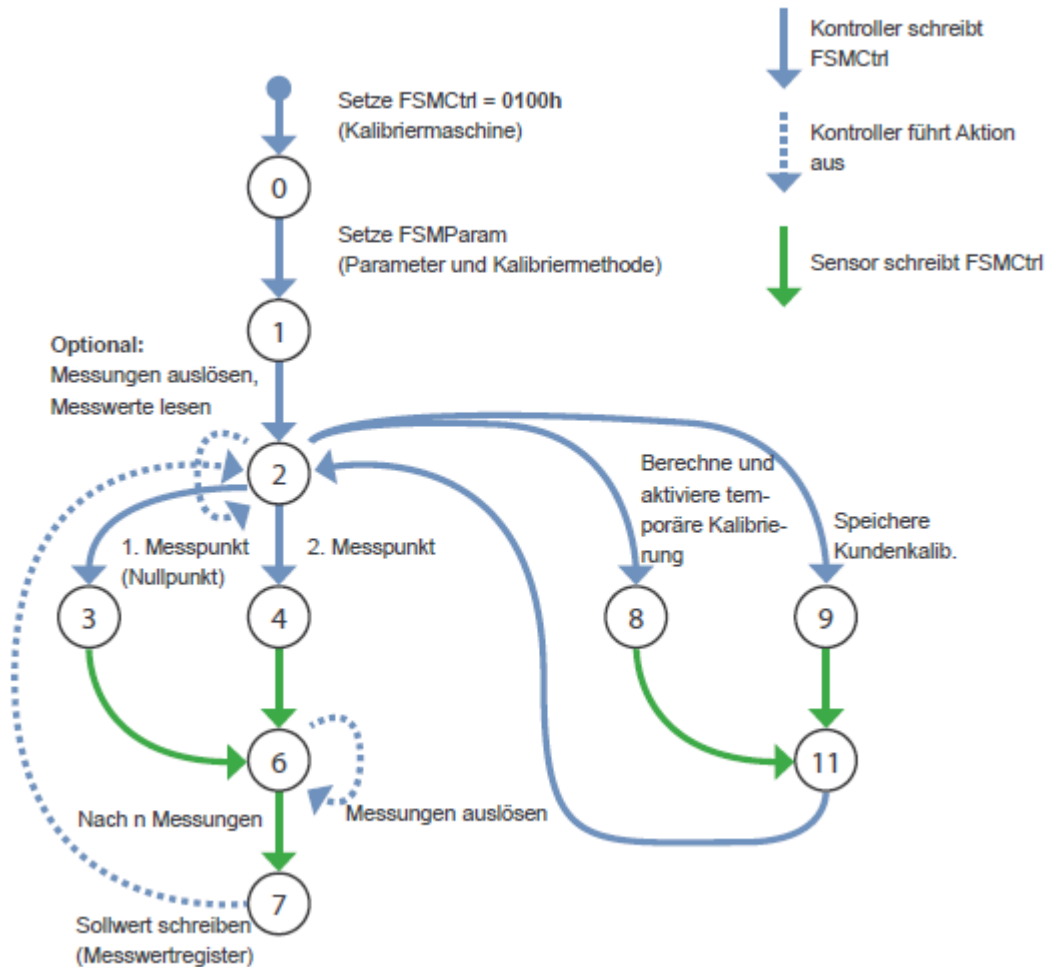 Kontroller schreibt
FSMCtrl
Setze FSMCtrl = 0100h
(Kalibriermaschine)
Kontroller führt Aktion
aus
0
Setze FSMParam
(Parameter und Kalibriermethode)
Sensor schreibt FSMCtrl
1
Optional:
Messungen auslösen,
Messwerte lesen
2
Berechne und
aktiviere tem-
poräre Kalibrie-
rung
Speichere
Kundenkalib.
1. Messpunkt
(Nullpunkt)
2. Messpunkt
3
4
8
9
6
11
Nach n Messungen
Messungen auslösen
7
Sollwert schreiben
(Messwertregister)